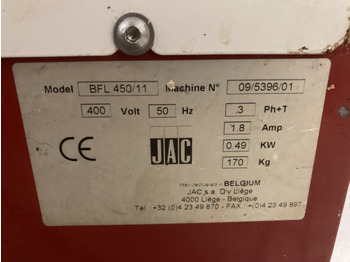 Model BFL 450/11 Machine N° 09/5396/01
400 Volt 50 Hz .3 Ph+T
1.8 Amp
0.49 KW
CE JAC 170 Kg
Manufactured in BELGIUM
JAC s.a. Div Liège
4000 Liège - Belgique
Tél. +32 (0)4 23 49 870 - FAX +(0)4 23 49 897